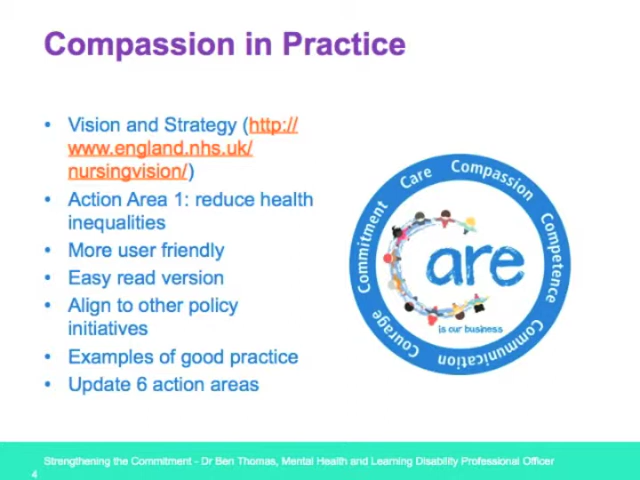 Compassion in Practice
• Vision and Strategy (http://
www.england.nhs.uk/
nursingvision/)
• Action Area 1: reduce health
inequalities
• More user friendly
• Easy read version
• Align to other policy
initiatives
• Examples of good practice
• Update 6 action areas
Care Compassion Competence Communication Courage Commitment
Care
is our business
Strengthening the Commitment - Dr Ben Thomas, Mental Health and Learning Disability Professional Officer
4